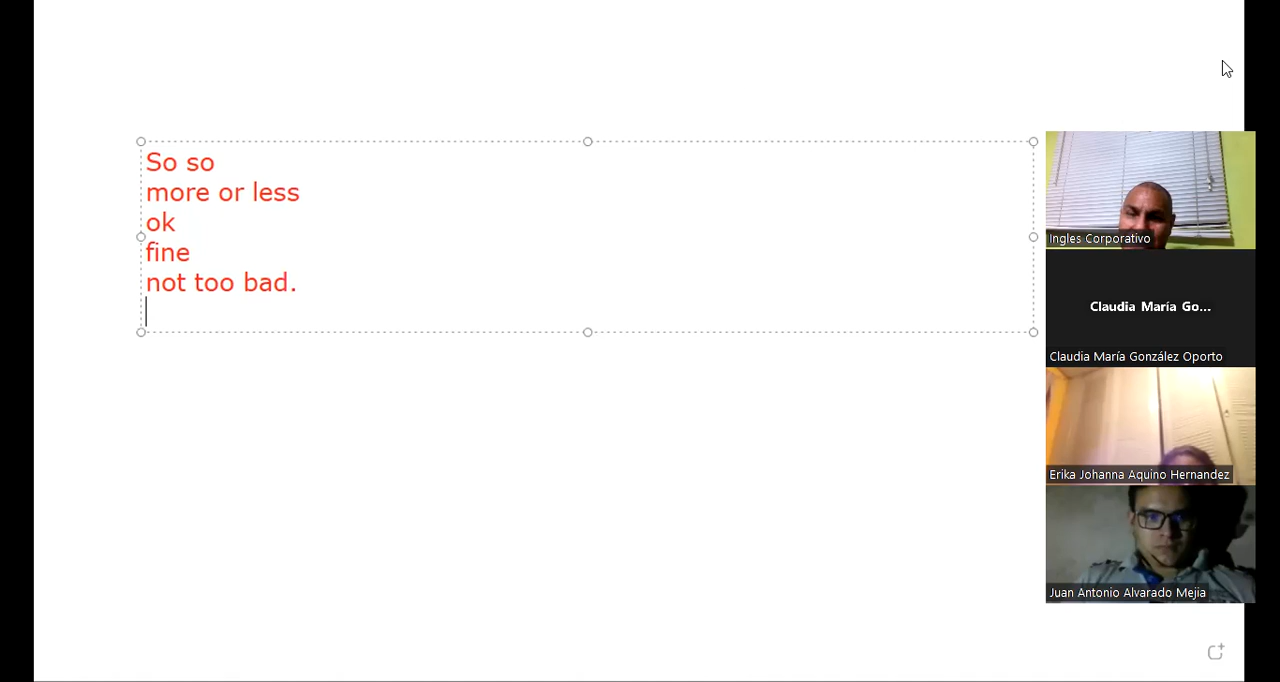 So so
more or less
ok
fine
not too bad.
Ingles Corporativo
Claudia María Go...
Claudia María González Oporto
Erika Johanna Aquino Hernandez
Juan Antonio Alvarado Mejia